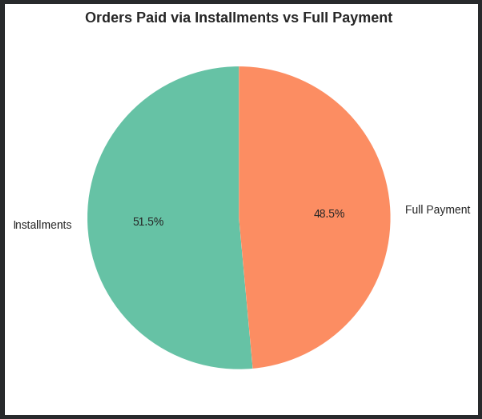 Orders Paid via Installments vs Full Payment
48.5%
Full Payment
51.5%
Installments